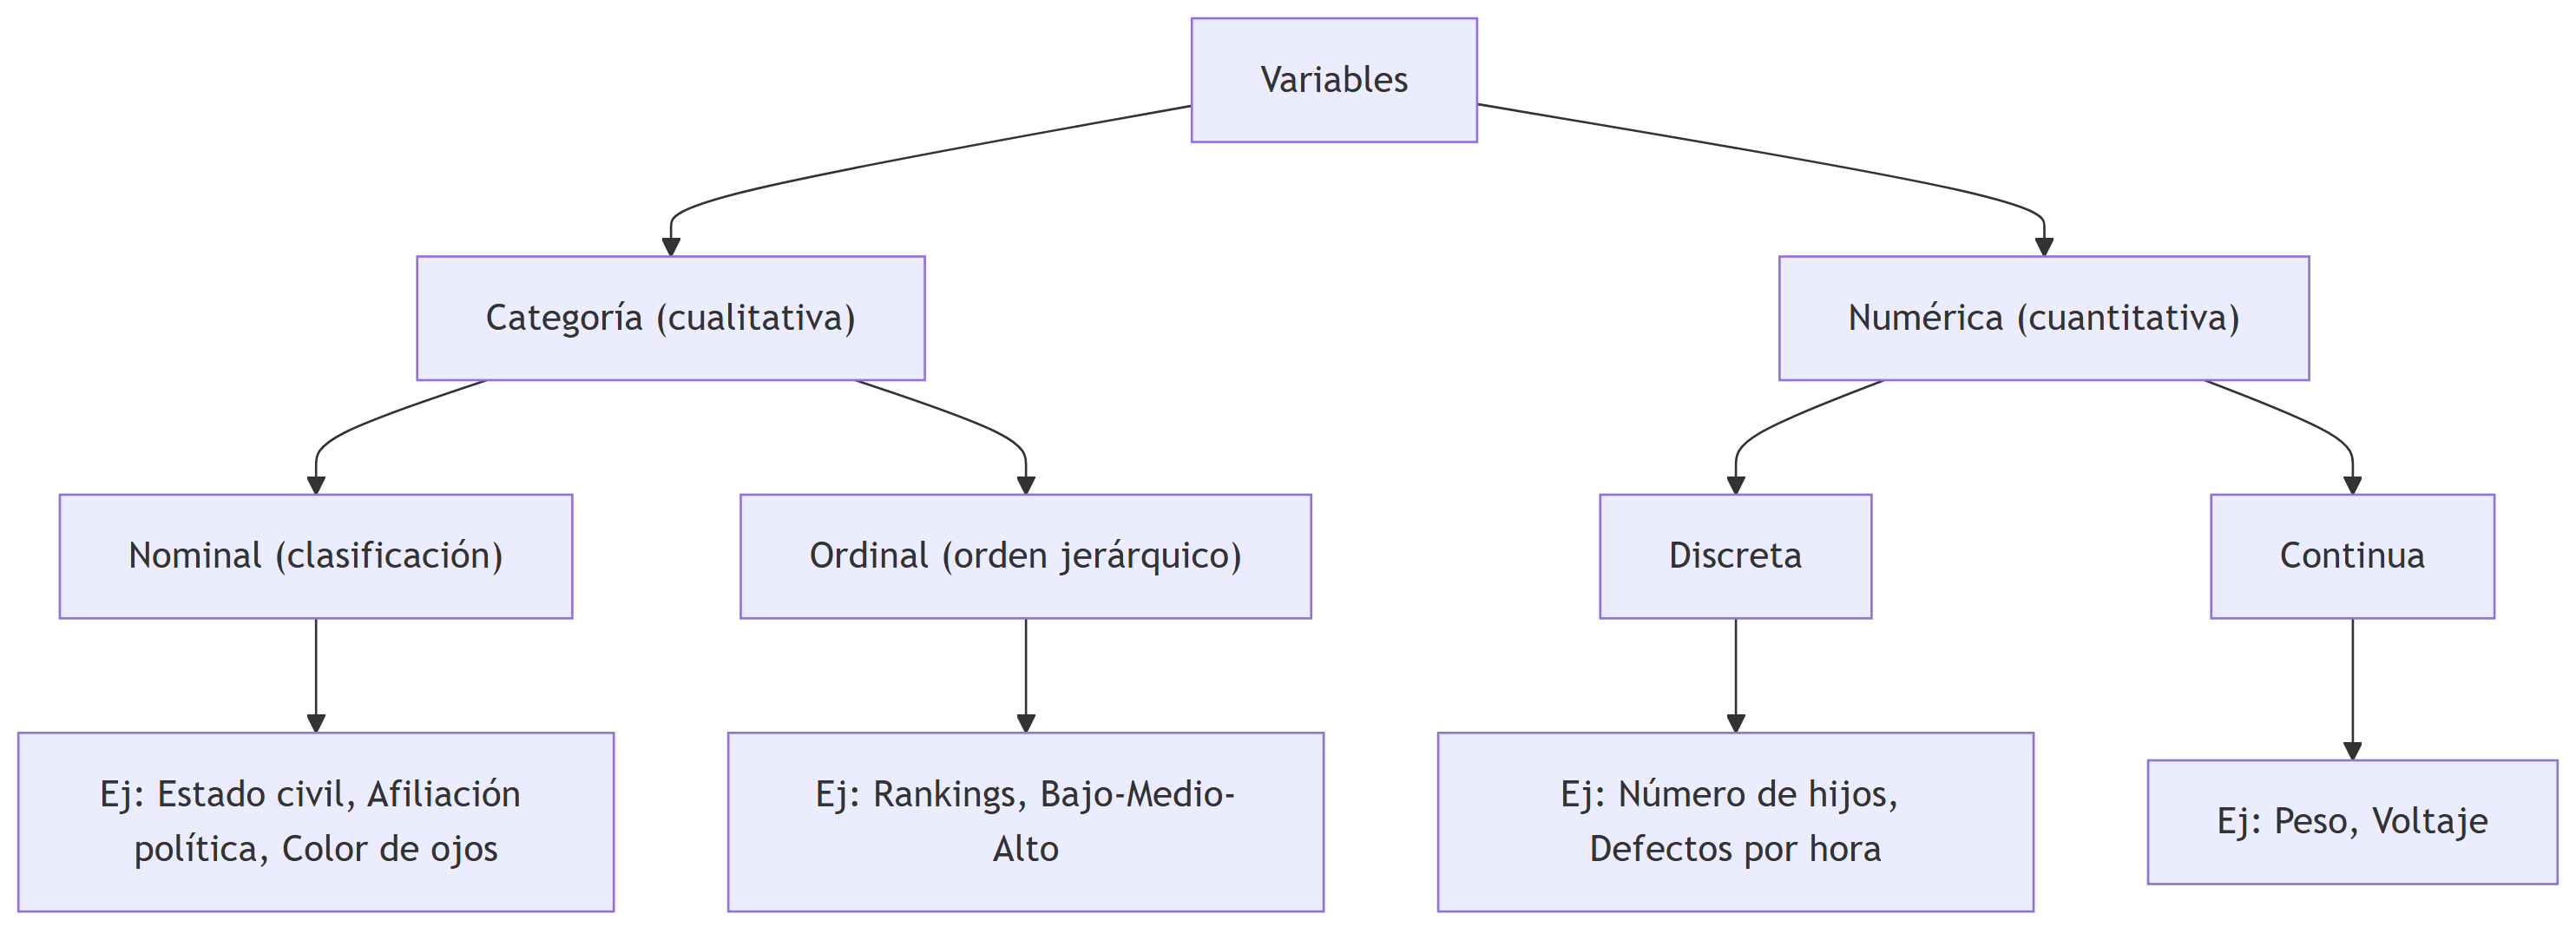 Variables
Categoría (cualitativa)
Numérica (cuantitativa)
Nominal (clasificación)
Ordinal (orden jerárquico)
Discreta
Continua
Ej: Estado civil, Afiliación
política, Color de ojos
Ej: Rankings, Bajo-Medio-
Alto
Ej: Número de hijos,
Defectos por hora
Ej: Peso, Voltaje